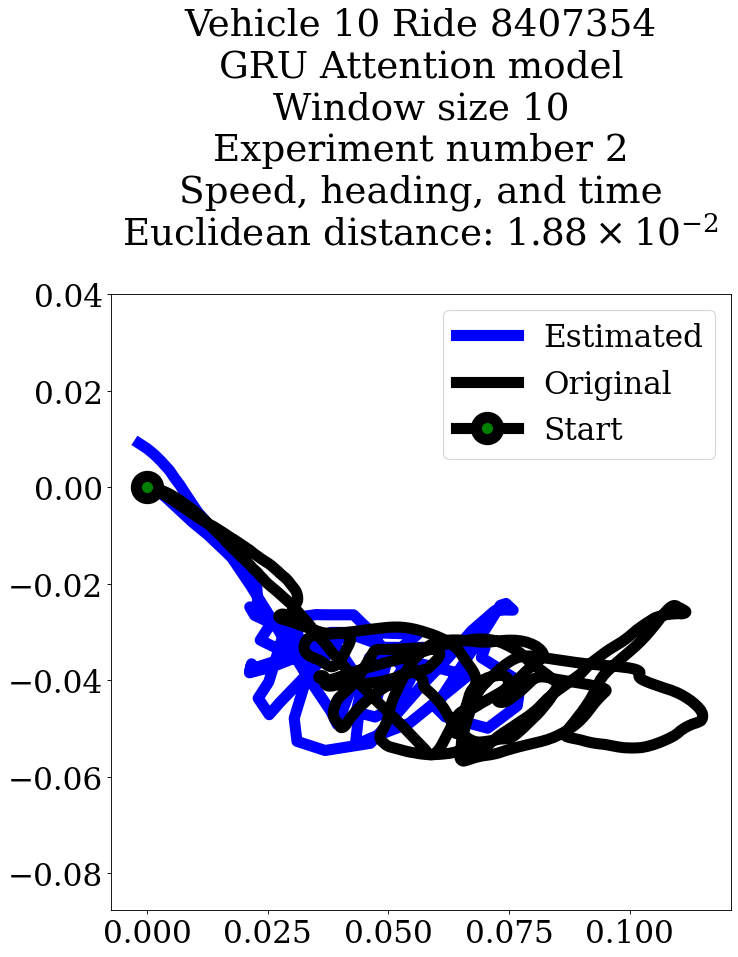 Vehicle 10 Ride 8407354
GRU Attention model
Window size 10
Experiment number 2
Speed, heading, and time
Euclidean distance: 1.88 × 10⁻²
0.04
Estimated
0.02
Original
Start
0.00
−0.02
−0.04
−0.06
−0.08
0.000 0.025 0.050 0.075 0.100